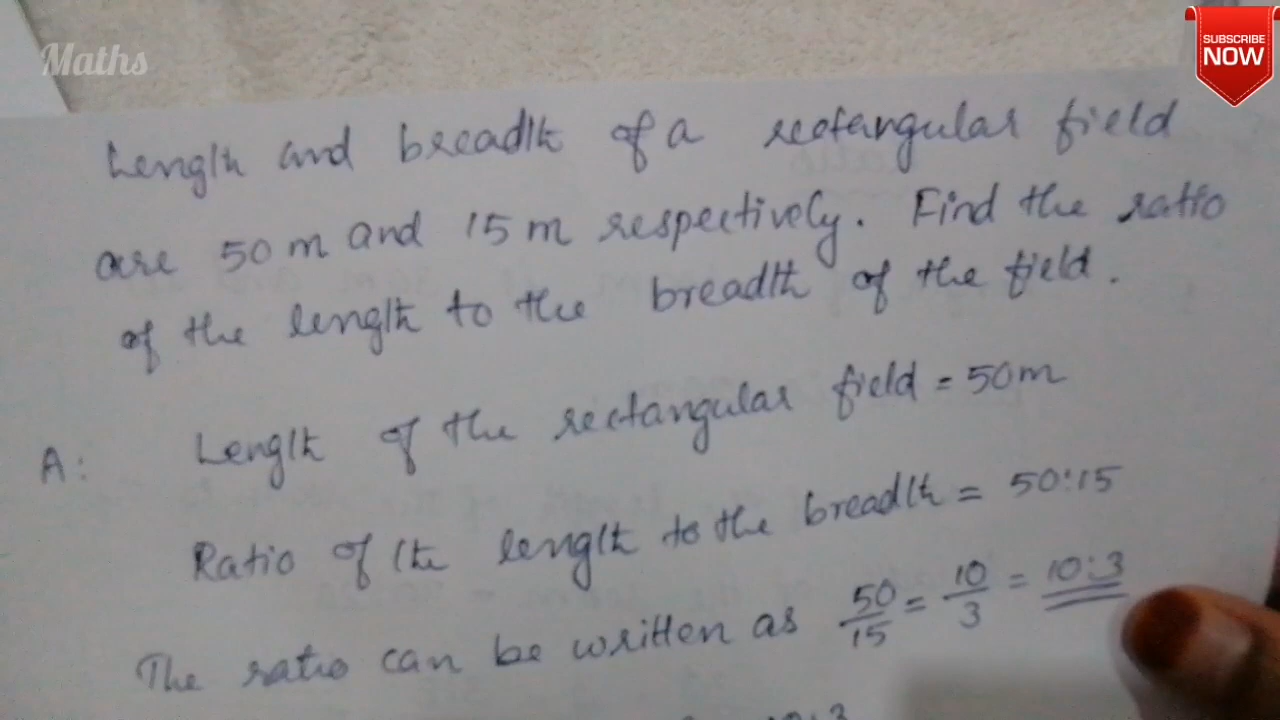 Maths
SUBSCRIBE
NOW
Length and breadth of a rectangular field
are 50 m and 15 m respectively. Find the ratio
of the length to the breadth of the field.
A: Length of the rectangular field = 50m
Ratio of the length to the breadth = 50:15
The ratio can be written as 50/15 = 10/3 = 10:3
10:3